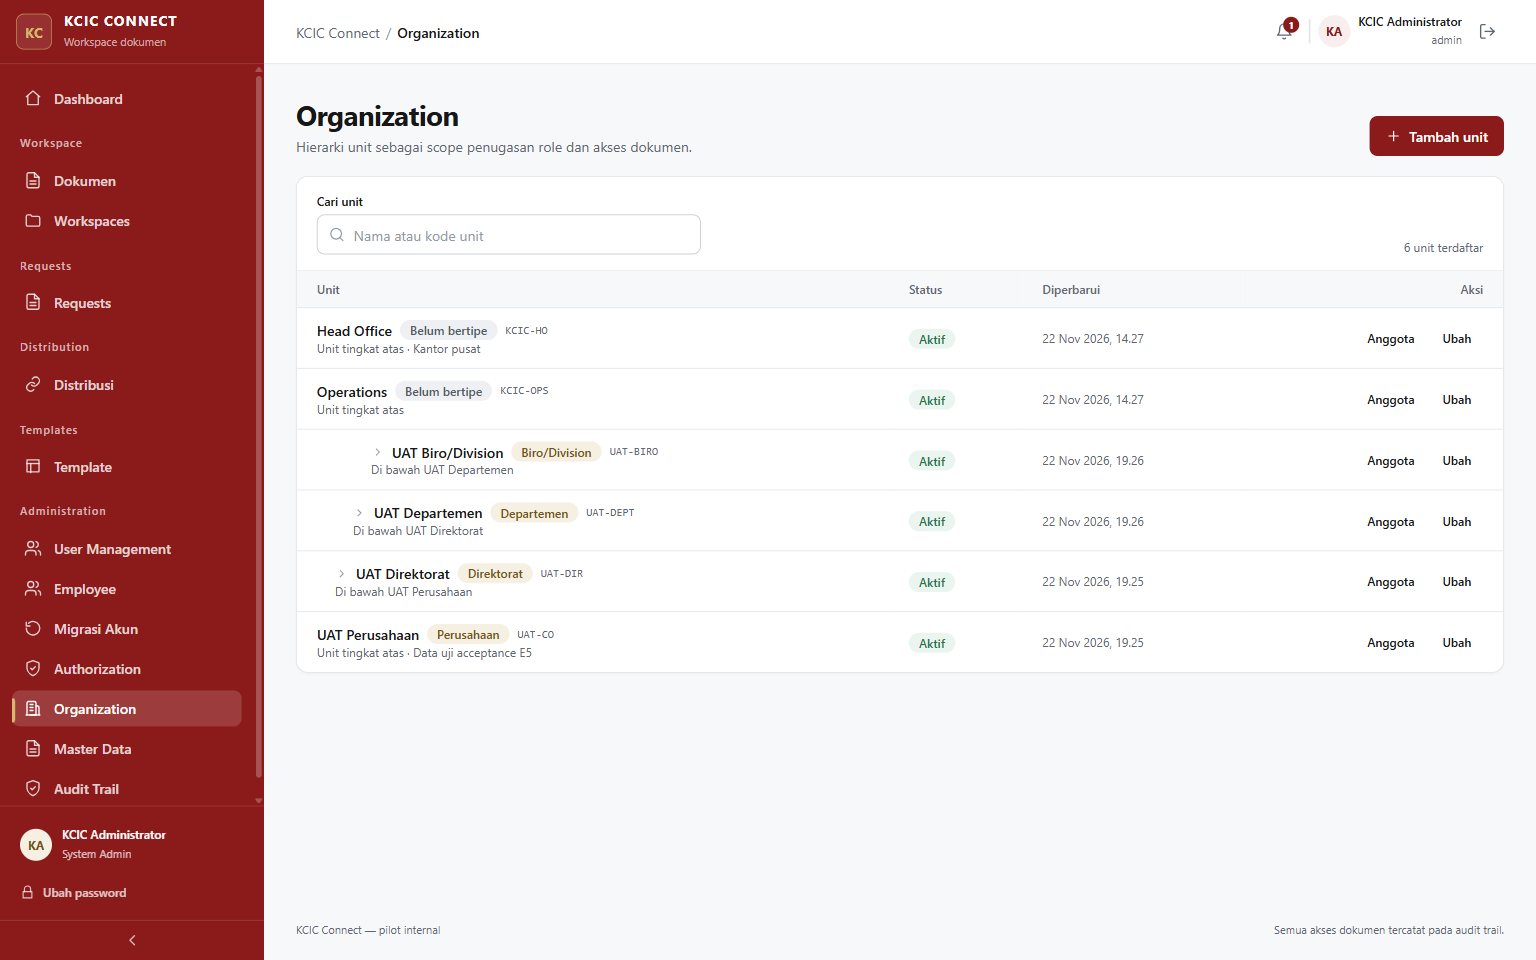 KC
KCIC CONNECT
Workspace dokumen
Dashboard
Workspace
Dokumen
Workspaces
Requests
Requests
Distribution
Distribusi
Templates
Template
Administration
User Management
Employee
Migrasi Akun
Authorization
Organization
Master Data
Audit Trail
KA
KCIC Administrator
System Admin
Ubah password
KCIC Connect / Organization
1
KA
KCIC Administrator
admin
Organization
Hierarki unit sebagai scope penugasan role dan akses dokumen.
Tambah unit
Cari unit
Nama atau kode unit
6 unit terdaftar
Unit Status Diperbarui Aksi
Head Office Belum bertipe KCIC-HO
Unit tingkat atas · Kantor pusat
Aktif 22 Nov 2026, 14.27 Anggota Ubah
Operations Belum bertipe KCIC-OPS
Unit tingkat atas
Aktif 22 Nov 2026, 14.27 Anggota Ubah
UAT Biro/Division Biro/Division UAT-BIRO
Di bawah UAT Departemen
Aktif 22 Nov 2026, 19.26 Anggota Ubah
UAT Departemen Departemen UAT-DEPT
Di bawah UAT Direktorat
Aktif 22 Nov 2026, 19.26 Anggota Ubah
UAT Direktorat Direktorat UAT-DIR
Di bawah UAT Perusahaan
Aktif 22 Nov 2026, 19.25 Anggota Ubah
UAT Perusahaan Perusahaan UAT-CO
Unit tingkat atas · Data uji acceptance E5
Aktif 22 Nov 2026, 19.25 Anggota Ubah
KCIC Connect — pilot internal
Semua akses dokumen tercatat pada audit trail.